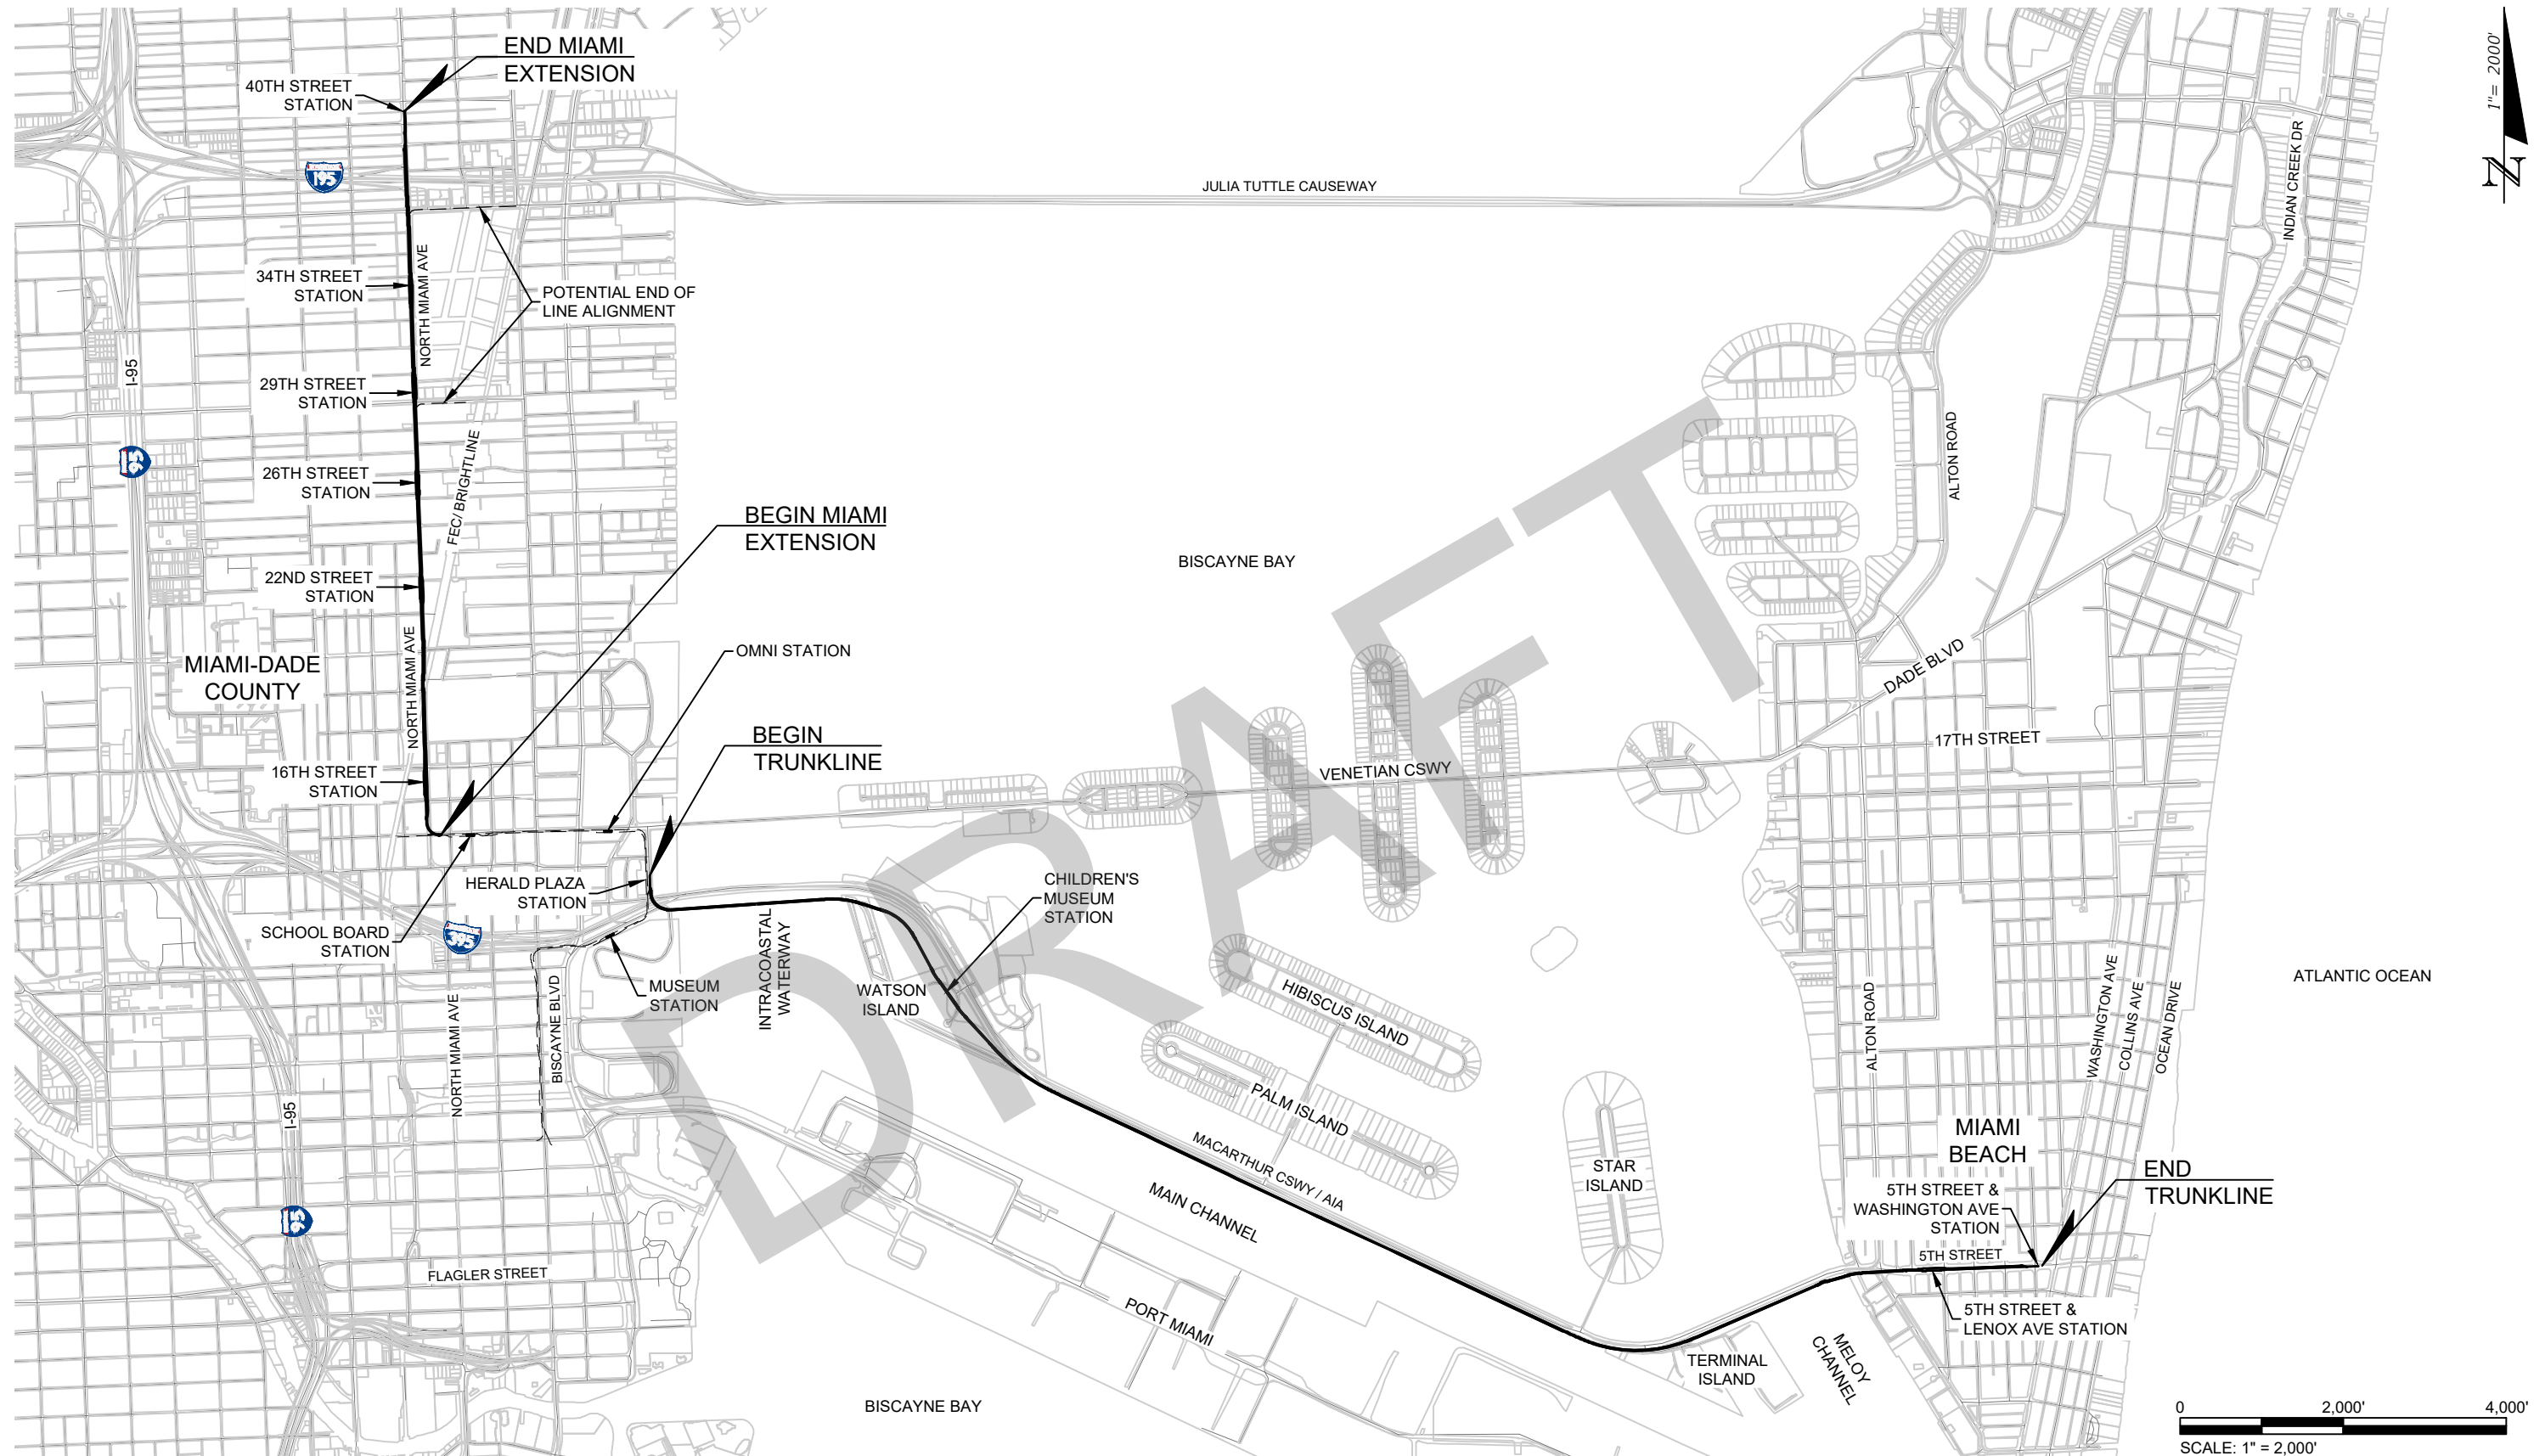 END MIAMI
EXTENSION
40TH STREET
STATION
1"= 2000'
N
195
JULIA TUTTLE CAUSEWAY
INDIAN CREEK DR
34TH STREET
STATION
NORTH MIAMI AVE
POTENTIAL END OF
LINE ALIGNMENT
I-95
29TH STREET
STATION
ALTON ROAD
95
26TH STREET
STATION
FEC/ BRIGHTLINE
BEGIN MIAMI
EXTENSION
BISCAYNE BAY
22ND STREET
STATION
OMNI STATION
MIAMI-DADE
COUNTY
NORTH MIAMI AVE
DADE BLVD
BEGIN
TRUNKLINE
17TH STREET
16TH STREET
STATION
VENETIAN CSWY
DRAFT
HERALD PLAZA
STATION
CHILDREN'S
MUSEUM
STATION
SCHOOL BOARD
STATION
395
INTRACOASTAL
WATERWAY
MUSEUM
STATION
WATSON
ISLAND
HIBISCUS ISLAND
ATLANTIC OCEAN
NORTH MIAMI AVE
BISCAYNE BLVD
ALTON ROAD
WASHINGTON AVE
COLLINS AVE
OCEAN DRIVE
I-95
PALM ISLAND
MACARTHUR CSWY / AIA
MIAMI
BEACH
STAR
ISLAND
END
TRUNKLINE
5TH STREET &
WASHINGTON AVE
STATION
MAIN CHANNEL
95
5TH STREET
FLAGLER STREET
PORT MIAMI
5TH STREET &
LENOX AVE STATION
TERMINAL
ISLAND
MELOY
CHANNEL
BISCAYNE BAY
0 2,000' 4,000'
SCALE: 1" = 2,000'